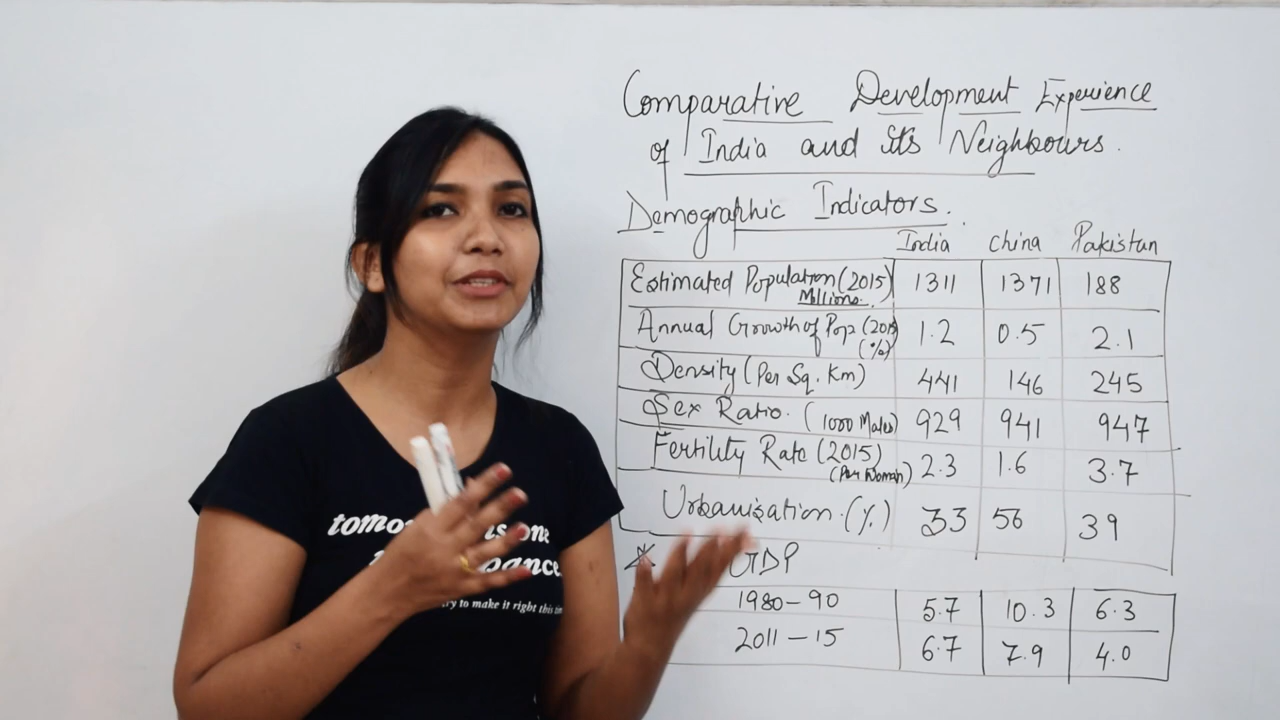 Comparative Development Experience
of India and Its Neighbours.
Demographic Indicators.
India China Pakistan
Estimated Population (2015) 1311 1371 188
Millions.
Annual Growth of Pop (2015) 1.2 0.5 2.1
(%)
Density (Per Sq. Km) 441 146 245
Sex Ratio. (1000 Males) 929 941 947
Fertility Rate (2015) 2.3 1.6 3.7
(Per Woman)
Urbanization. (%) 33 56 39
GDP
1980-90 5.7 10.3 6.3
2011-15 6.7 7.9 4.0
to make it right this